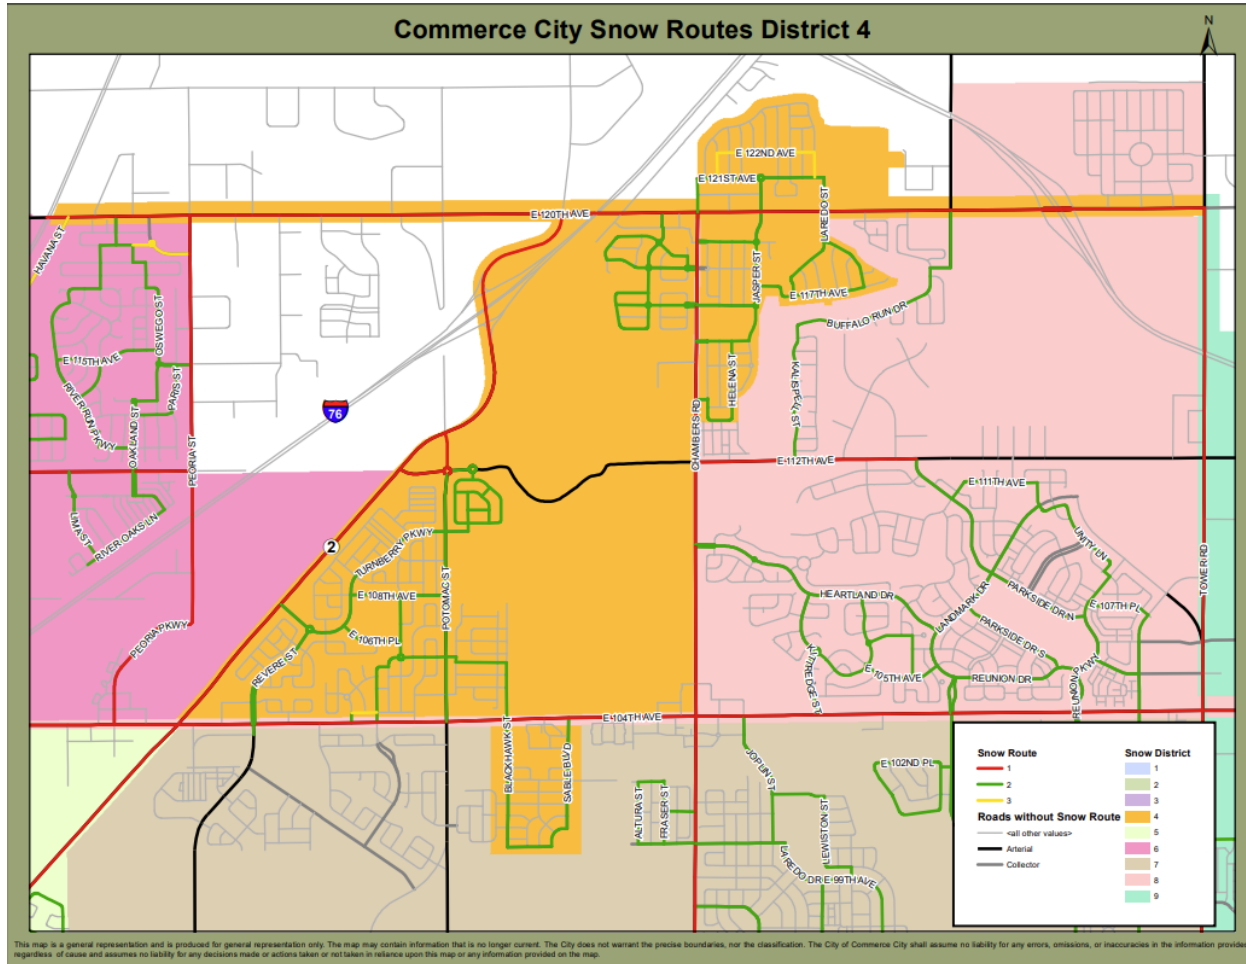 Commerce City Snow Routes District 4
N
E 122ND AVE
E 121ST AVE
LAREDO ST
E 120TH AVE
HAVANA ST
JASPER ST
E 117TH AVE
BUFFALO RUN DR
OSWEGO ST
E 115TH AVE
PARIS ST
RIVER RUN PKWY
OAKLAND ST
HELENA ST
KALISPELL ST
76
CHAMBERS RD
PEORIA ST
E 112TH AVE
E 111TH AVE
LIMA ST
RIVER OAKS LN
2
TURNBERRY PKWY
UNITY LN
TOWER RD
POTOMAC ST
E 108TH AVE
HEARTLAND DR
LANDMARK DR
PARKSIDE DR N
E 107TH PL
PEORIA PKWY
E 106TH PL
PARKSIDE DR S
REVERE ST
KITTREDGE ST
E 105TH AVE
REUNION DR
REUNION PKWY
E 104TH AVE
BLACKHAWK ST
SABLE BLVD
JOPLIN ST
E 102ND PL
ALTURA ST
FRASER ST
LEWISTON ST
LAREDO DR
E 99TH AVE
Snow Route
1
2
3
Roads without Snow Route
<all other values>
Arterial
Collector
Snow District
1
2
3
4
5
6
7
8
9
This map is a general representation and is produced for general representation only. The map may contain information that is no longer current. The City does not warrant the precise boundaries, nor the classification. The City of Commerce City shall assume no liability for any errors, omissions, or inaccuracies in the information provided
regardless of cause and assumes no liability for any decisions made or actions taken or not taken in reliance upon this map or any information provided on the map.